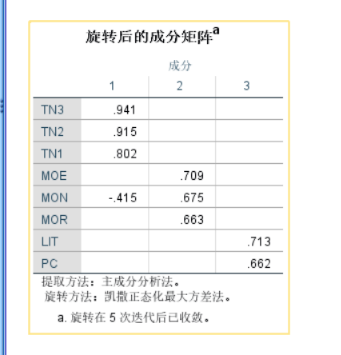 旋转后的成分矩阵a
成分
1 2 3
TN3 .941
TN2 .915
TN1 .802
MOE .709
MON -.415 .675
MOR .663
LIT .713
PC .662
提取方法：主成分分析法。
旋转方法：凯撒正态化最大方差法。
a. 旋转在 5 次迭代后已收敛。